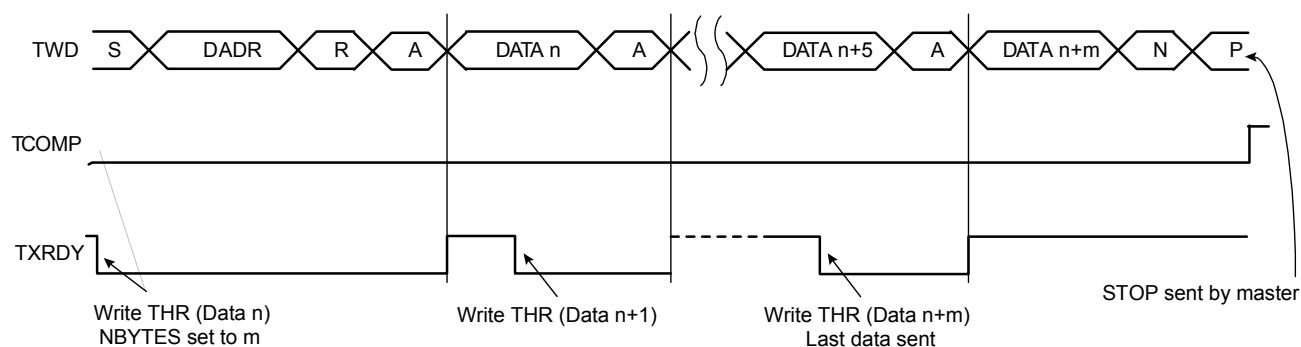 TWD S DADR R A DATA n A DATA n+5 A DATA n+m N P
TCOMP
TXRDY
Write THR (Data n)
NBYTES set to m
Write THR (Data n+1)
Write THR (Data n+m)
Last data sent
STOP sent by master